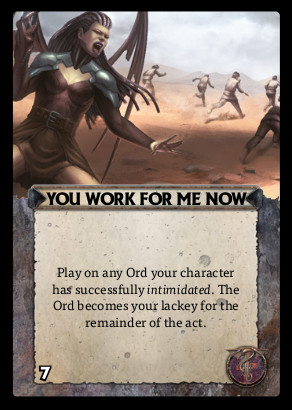 YOU WORK FOR ME NOW
Play on any Ord your character
has successfully intimidated. The
Ord becomes your lackey for the
remainder of the act.
7